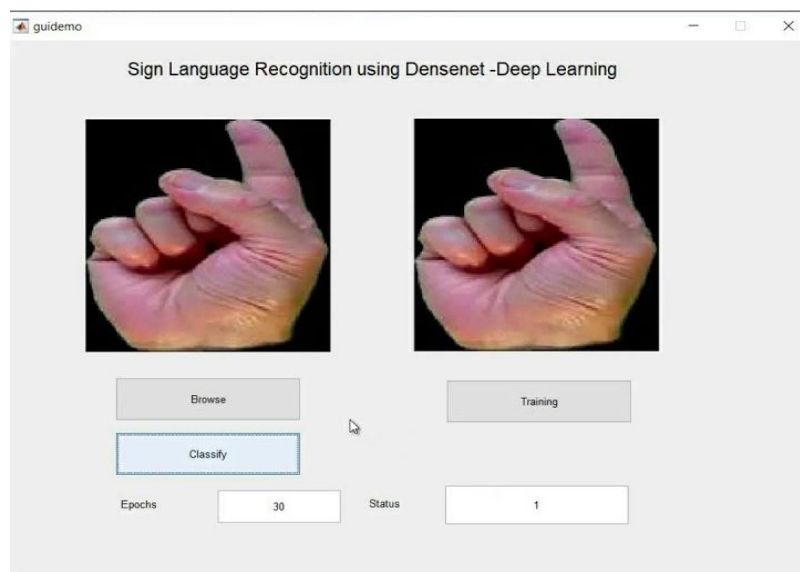 guidemo
Sign Language Recognition using Densenet -Deep Learning
Browse
Training
Classify
Epochs
30
Status
1